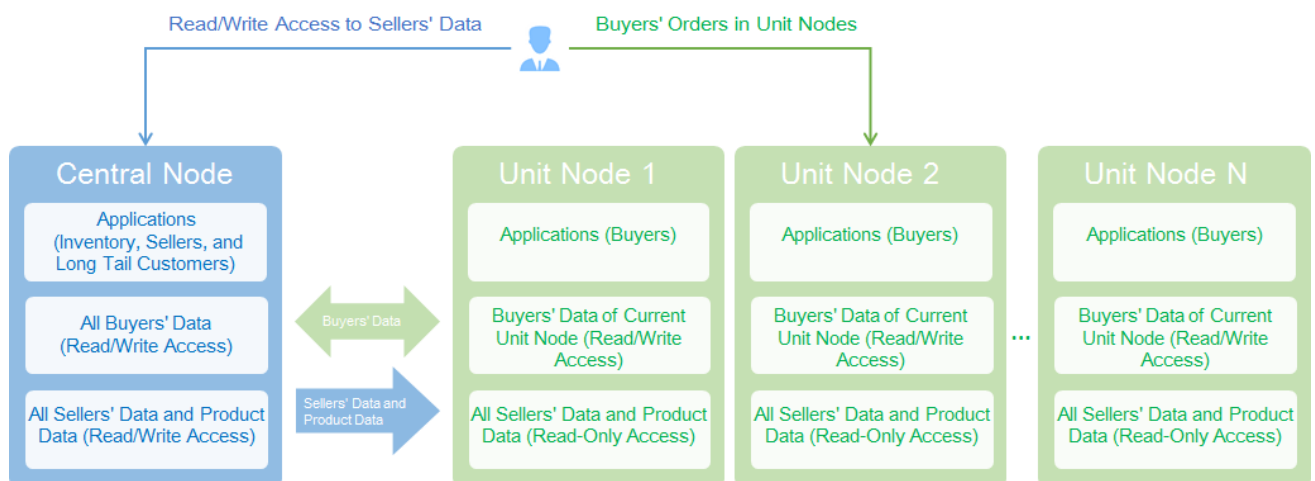 Read/Write Access to Sellers' Data
Buyers' Orders in Unit Nodes
Central Node
Applications
(Inventory, Sellers, and
Long Tail Customers)
All Buyers' Data
(Read/Write Access)
All Sellers' Data and Product
Data (Read/Write Access)
Buyers' Data
Sellers' Data and
Product Data
Unit Node 1
Applications (Buyers)
Buyers' Data of Current
Unit Node (Read/Write
Access)
All Sellers' Data and Product
Data (Read-Only Access)
Unit Node 2
Applications (Buyers)
Buyers' Data of Current
Unit Node (Read/Write
Access)
All Sellers' Data and Product
Data (Read-Only Access)
...
Unit Node N
Applications (Buyers)
Buyers' Data of Current
Unit Node (Read/Write
Access)
All Sellers' Data and Product
Data (Read-Only Access)